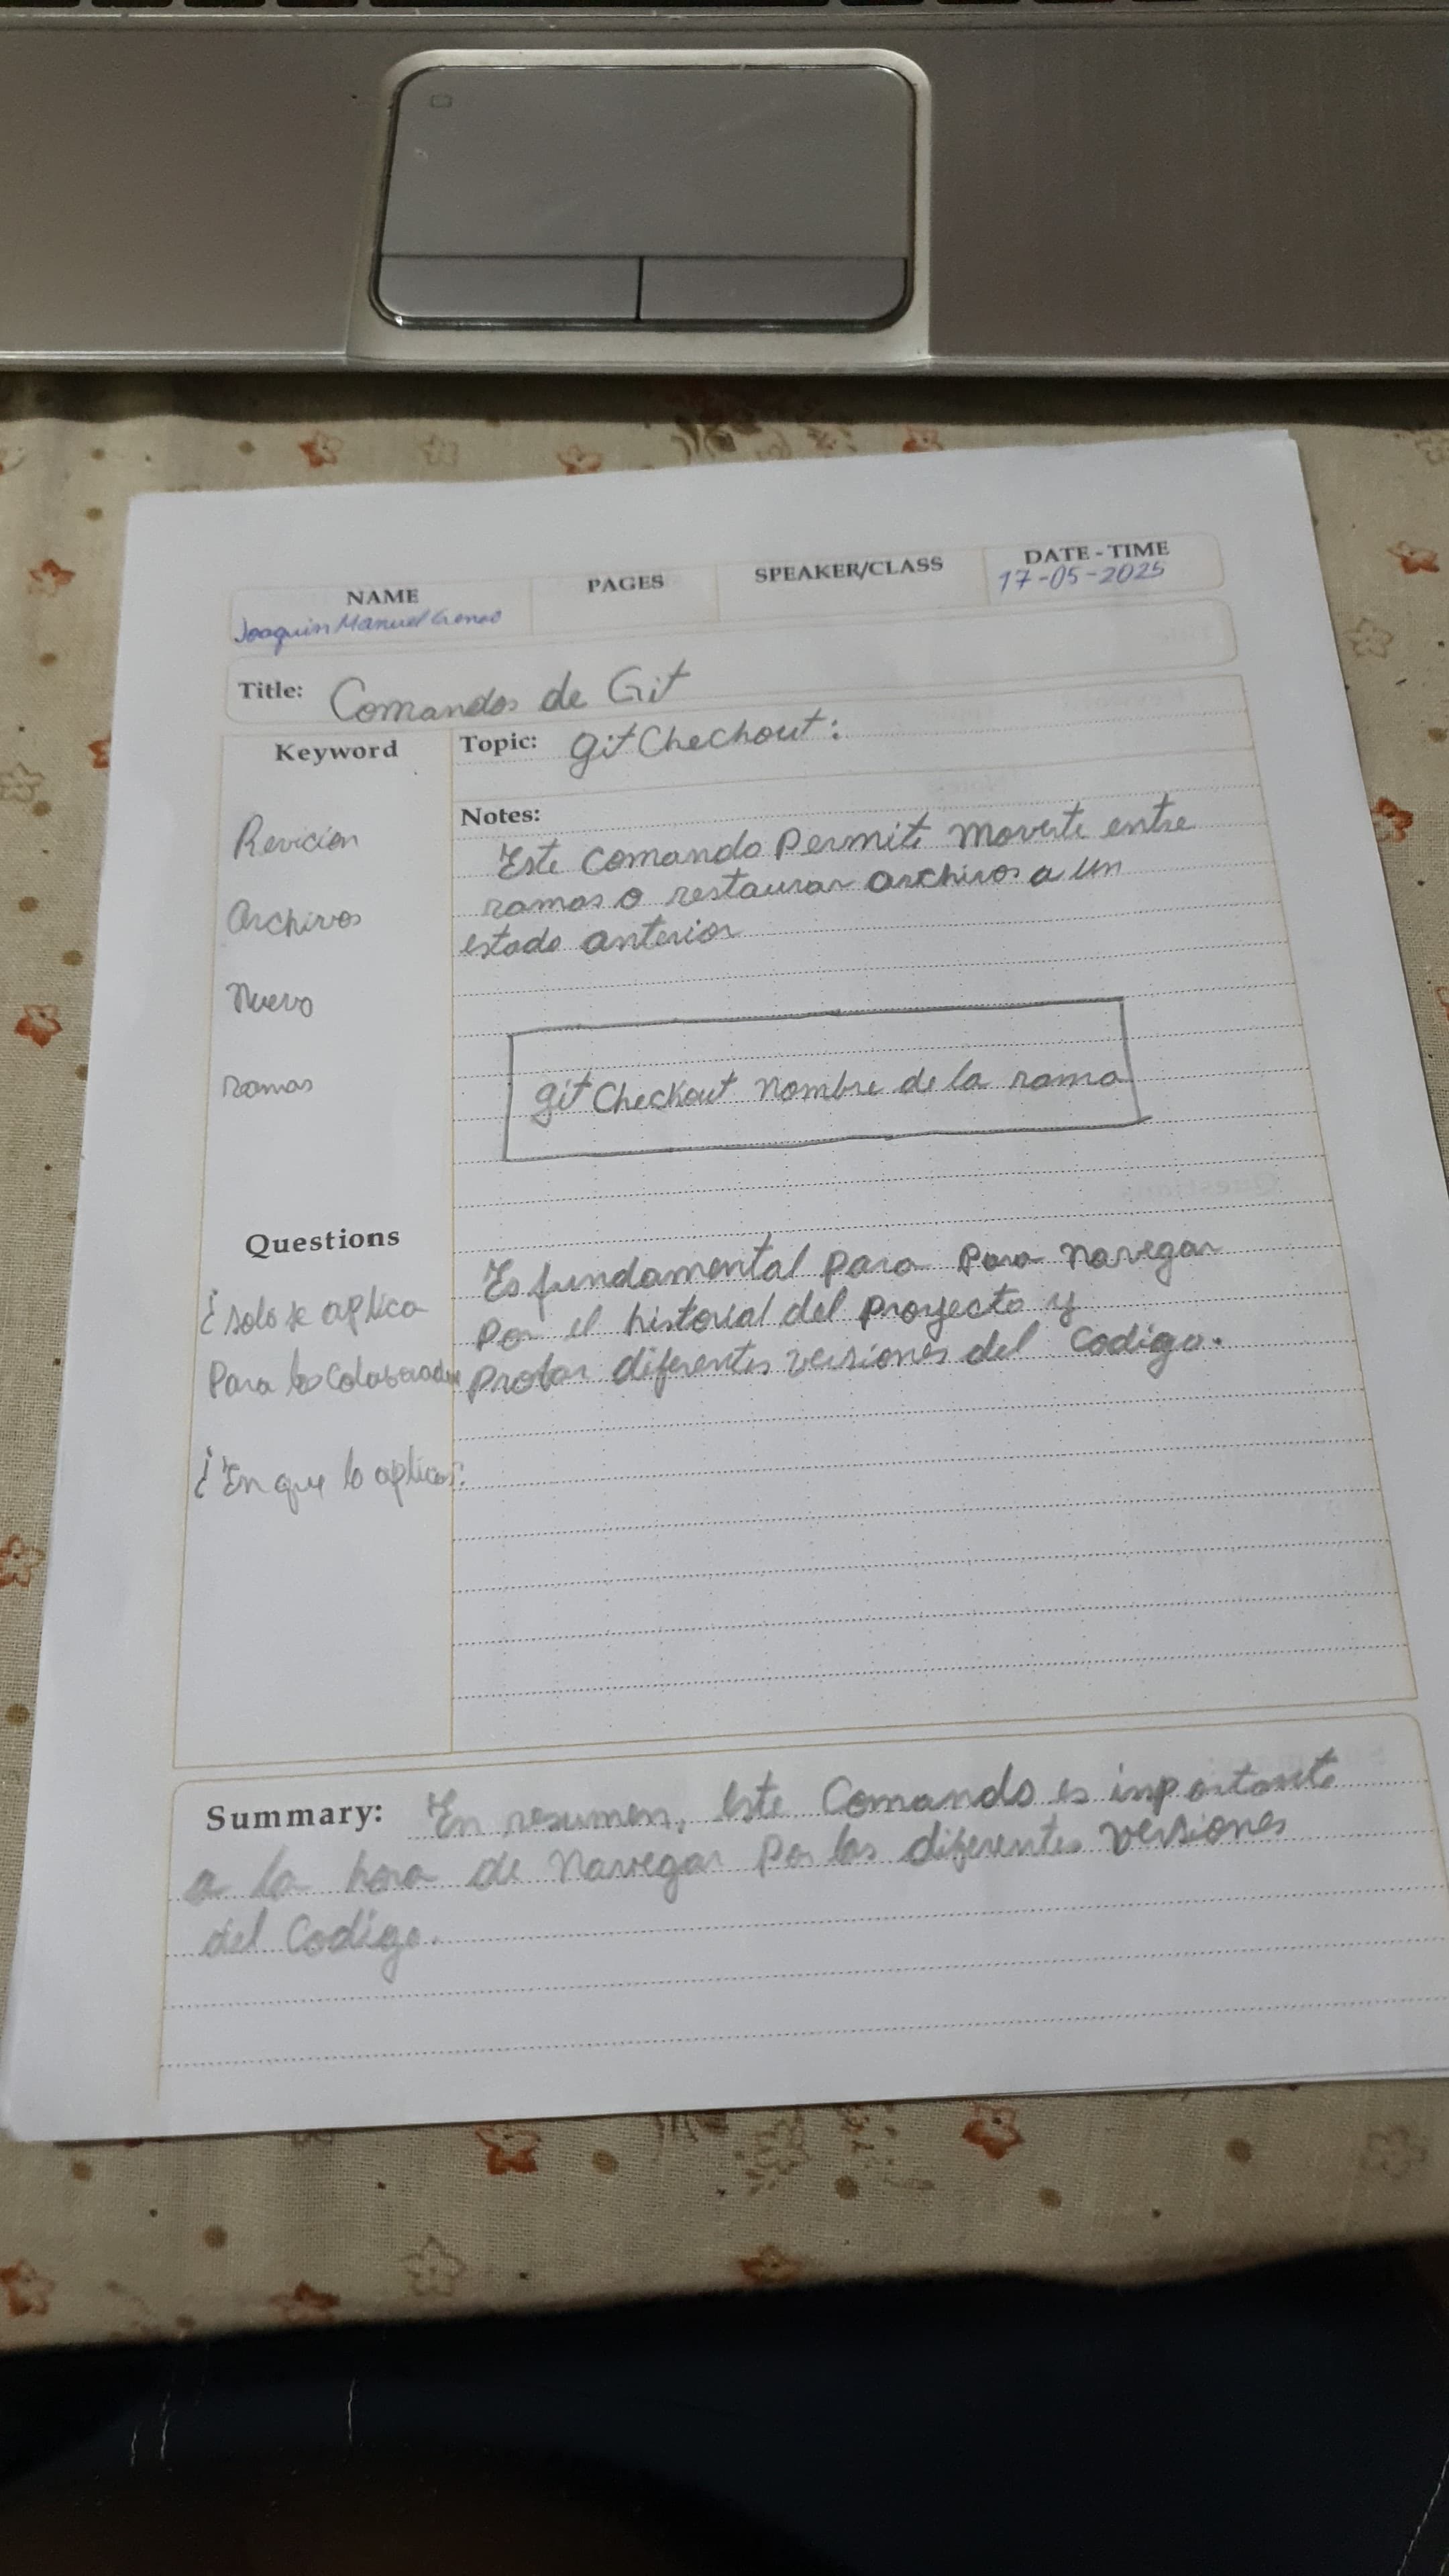 NAME
PAGES
SPEAKER/CLASS
DATE - TIME
Joaquin Manuel
17-05-2025
Title: Comandos de Git
Keyword
Topic: git Chechout:
Notes:
Revicion
Archivos
Nuevo
ramas
Este Comando Permite Moverte entre
ramas o restaurar archivos a un
estado anterior
git Checkout nombre de la rama
Questions
¿solo se aplica
Para los Colaborador
¿En que lo aplicas?
Es fundamental para para navegar
por el historial del proyecto y
probar diferentes versiones del codigo.
Summary: En resumen, este Comando es inportante
a la hora de navegar por las diferentes versiones
del Codigo.